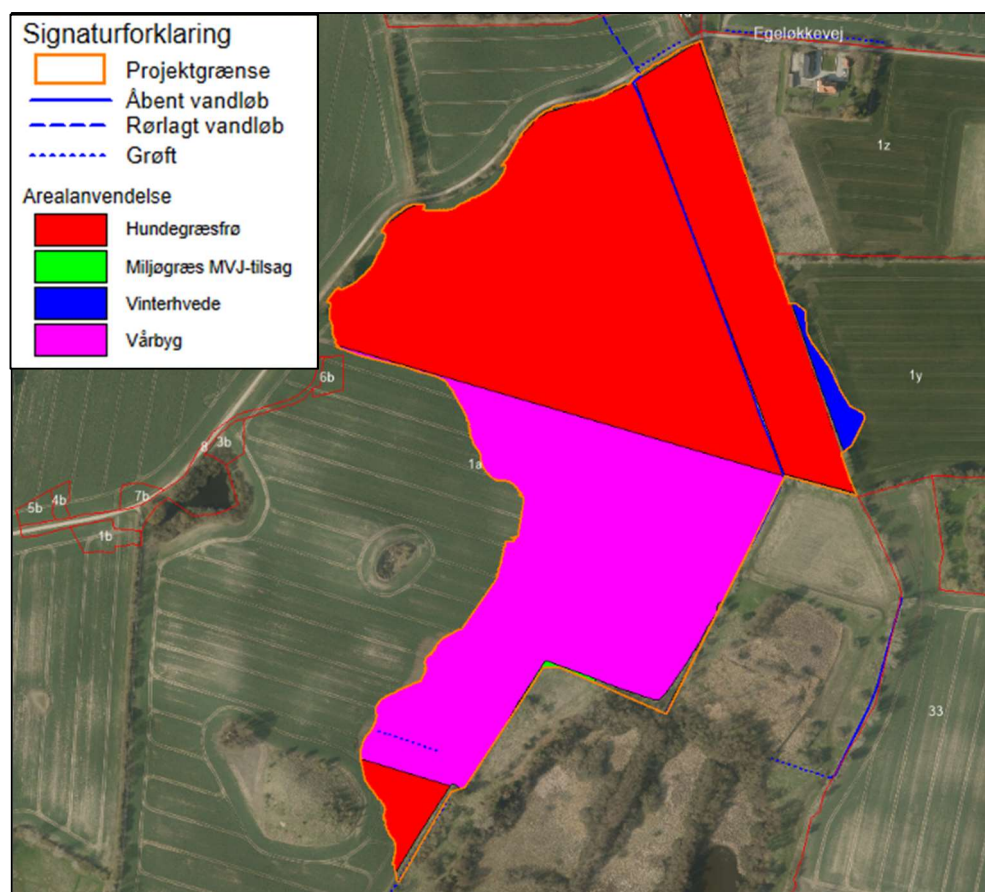 Signaturforklaring
Projektgrænse
Åbent vandløb
Rørlagt vandløb
Grøft
Arealanvendelse
Hundegræsfrø
Miljøgræs MVJ-tilsag
Vinterhvede
Vårbyg
Egeløkkevej
1z
1y
6b
3b
8
1a
7b
4b
5b
1b
33